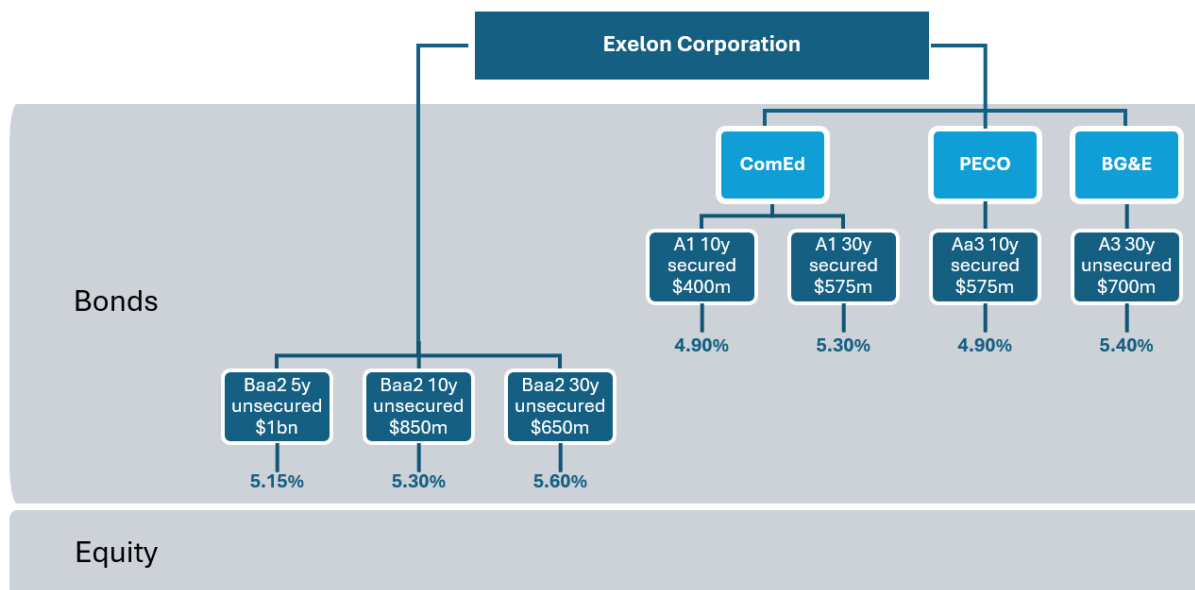 Exelon Corporation
ComEd
PECO
BG&E
A1 10y
secured
$400m
A1 30y
secured
$575m
Aa3 10y
secured
$575m
A3 30y
unsecured
$700m
Bonds
4.90%
5.30%
4.90%
5.40%
Baa2 5y
unsecured
$1bn
Baa2 10y
unsecured
$850m
Baa2 30y
unsecured
$650m
5.15%
5.30%
5.60%
Equity